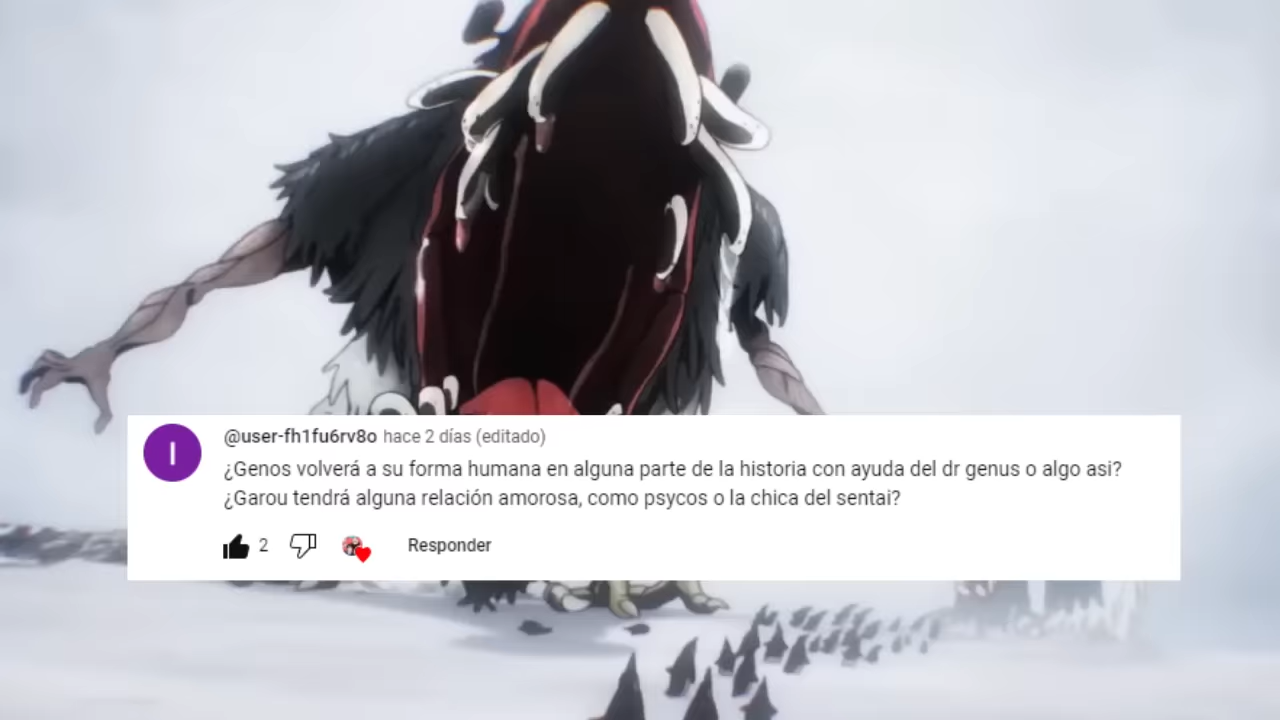 I
@user-fh1fu6rv8o hace 2 días (editado)
¿Genos volverá a su forma humana en alguna parte de la historia con ayuda del dr genus o algo asi?
¿Garou tendrá alguna relación amorosa, como psycos o la chica del sentai?
2 Responder